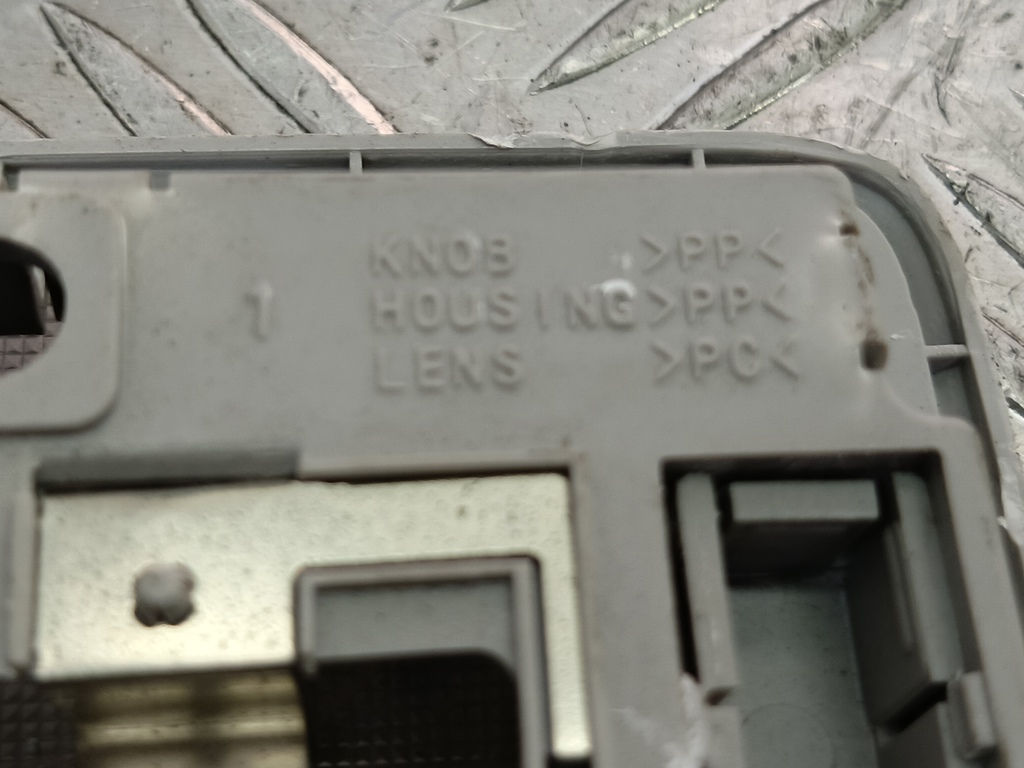 KNOB >PP<
1 HOUSING>PP<
LENS >PC<